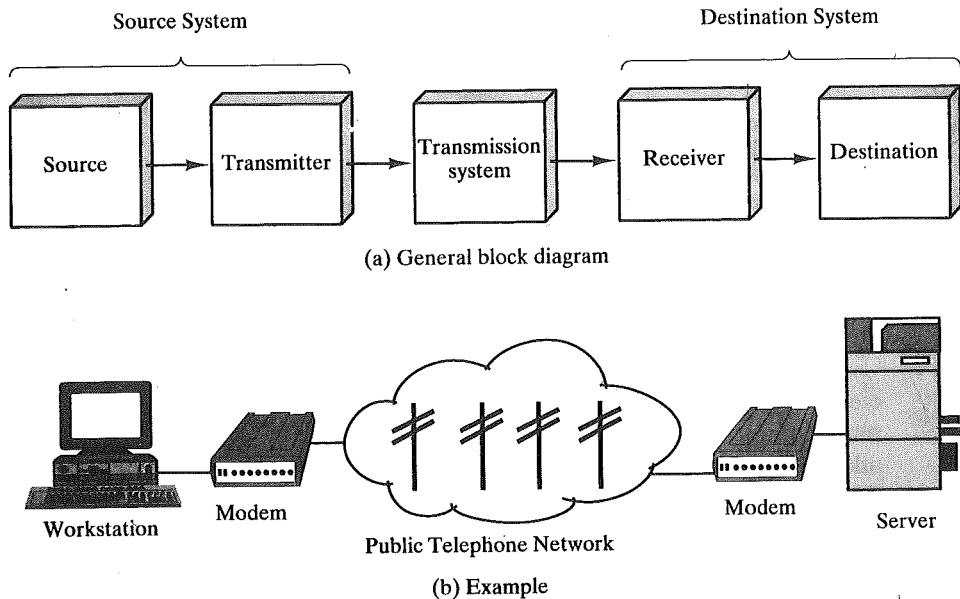 Source System
Destination System
Source
Transmitter
Transmission
system
Receiver
Destination
(a) General block diagram
Workstation
Modem
Public Telephone Network
Modem
Server
(b) Example